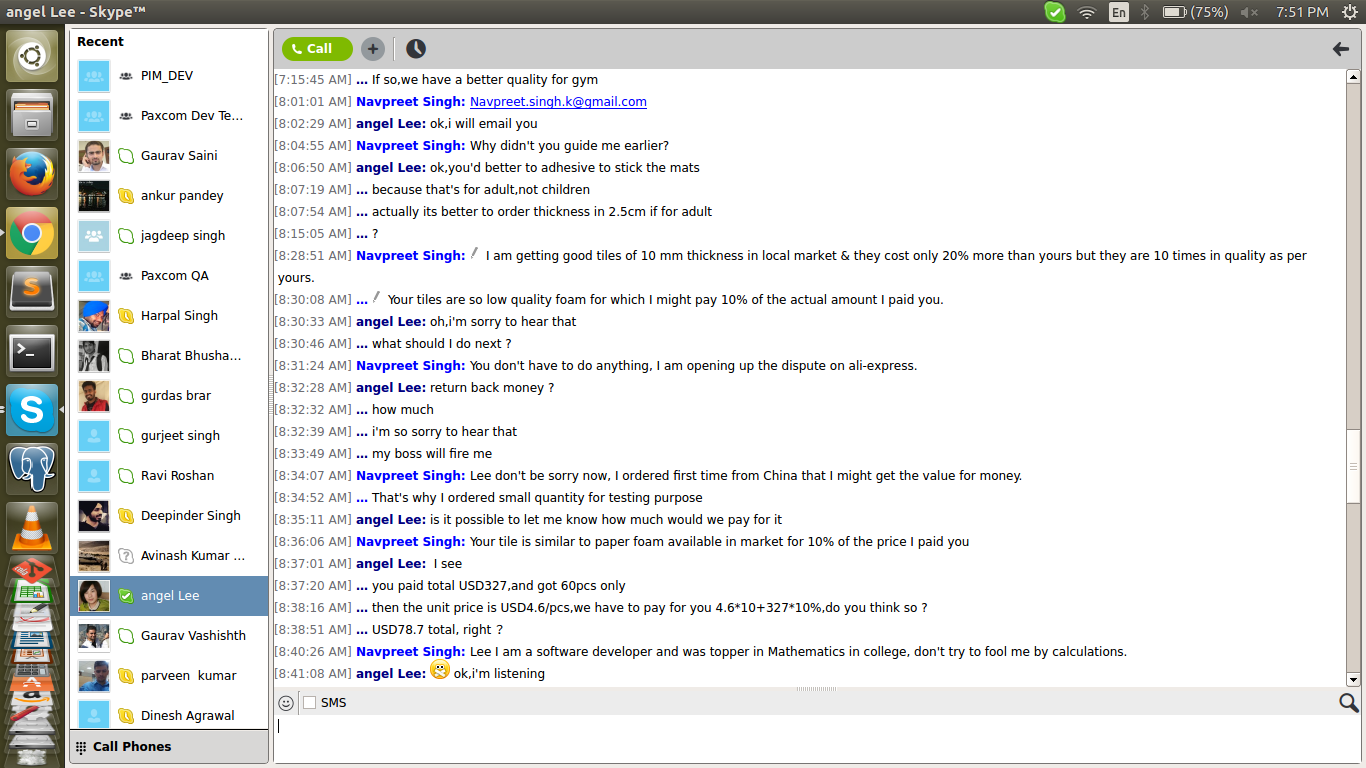 angel Lee - Skype™
En
(75%)
7:51 PM
Recent
PIM_DEV
Paxcom Dev Te...
Gaurav Saini
ankur pandey
jagdeep singh
Paxcom QA
Harpal Singh
Bharat Bhusha...
gurdas brar
gurjeet singh
Ravi Roshan
Deepinder Singh
Avinash Kumar ...
angel Lee
Gaurav Vashishth
parveen kumar
Dinesh Agrawal
Call Phones
Call
[7:15:45 AM] ... If so,we have a better quality for gym
[8:01:01 AM] Navpreet Singh: Navpreet.singh.k@gmail.com
[8:02:29 AM] angel Lee: ok,i will email you
[8:04:55 AM] Navpreet Singh: Why didn't you guide me earlier?
[8:06:50 AM] angel Lee: ok,you'd better to adhesive to stick the mats
[8:07:19 AM] ... because that's for adult,not children
[8:07:54 AM] ... actually its better to order thickness in 2.5cm if for adult
[8:15:05 AM] ... ?
[8:28:51 AM] Navpreet Singh: I am getting good tiles of 10 mm thickness in local market & they cost only 20% more than yours but they are 10 times in quality as per
yours.
[8:30:08 AM] ... Your tiles are so low quality foam for which I might pay 10% of the actual amount I paid you.
[8:30:33 AM] angel Lee: oh,i'm sorry to hear that
[8:30:46 AM] ... what should I do next ?
[8:31:24 AM] Navpreet Singh: You don't have to do anything, I am opening up the dispute on ali-express.
[8:32:28 AM] angel Lee: return back money ?
[8:32:32 AM] ... how much
[8:32:39 AM] ... i'm so sorry to hear that
[8:33:49 AM] ... my boss will fire me
[8:34:07 AM] Navpreet Singh: Lee don't be sorry now, I ordered first time from China that I might get the value for money.
[8:34:52 AM] ... That's why I ordered small quantity for testing purpose
[8:35:11 AM] angel Lee: is it possible to let me know how much would we pay for it
[8:36:06 AM] Navpreet Singh: Your tile is similar to paper foam available in market for 10% of the price I paid you
[8:37:01 AM] angel Lee: I see
[8:37:20 AM] ... you paid total USD327,and got 60pcs only
[8:38:16 AM] ... then the unit price is USD4.6/pcs,we have to pay for you 4.6*10+327*10%,do you think so ?
[8:38:51 AM] ... USD78.7 total, right ?
[8:40:26 AM] Navpreet Singh: Lee I am a software developer and was topper in Mathematics in college, don't try to fool me by calculations.
[8:41:08 AM] angel Lee: ok,i'm listening
SMS